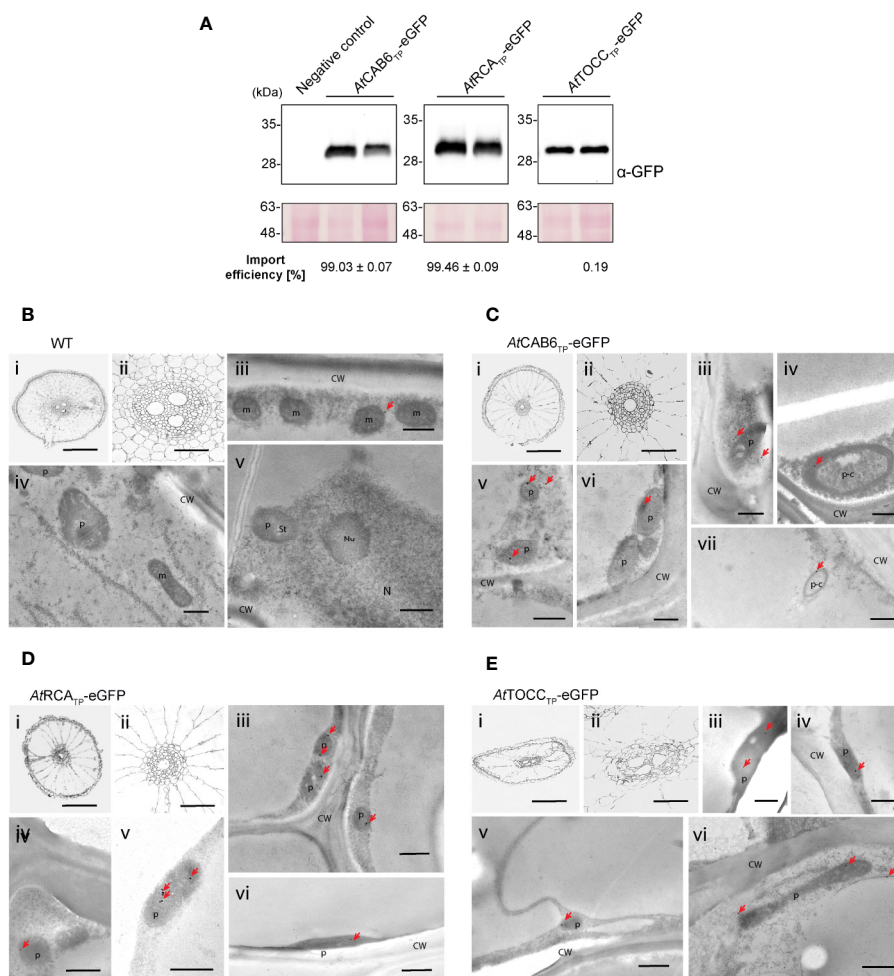 A
Negative control
AtCAB6TP-eGFP
AtRCATP-eGFP
AtTOCCTP-eGFP
(kDa)
35-
28-
35-
28-
35-
28-
α-GFP
63-
48-
63-
48-
63-
48-
Import efficiency [%]
99.03 ± 0.07
99.46 ± 0.09
0.19
B
WT
i
ii
iii
CW
m
m
m
m
iv
p
p
m
CW
v
p
St
Nu
N
CW
C
AtCAB6TP-eGFP
i
ii
iii
p
CW
iv
p-c
CW
v
p
p
CW
vi
p
p
CW
vii
p-c
D
AtRCATP-eGFP
i
ii
iii
p
p
p
CW
iv
p
v
p
vi
p
CW
E
AtTOCCTP-eGFP
i
ii
iii
p
iv
CW
p
v
p
CW
vi
CW
p